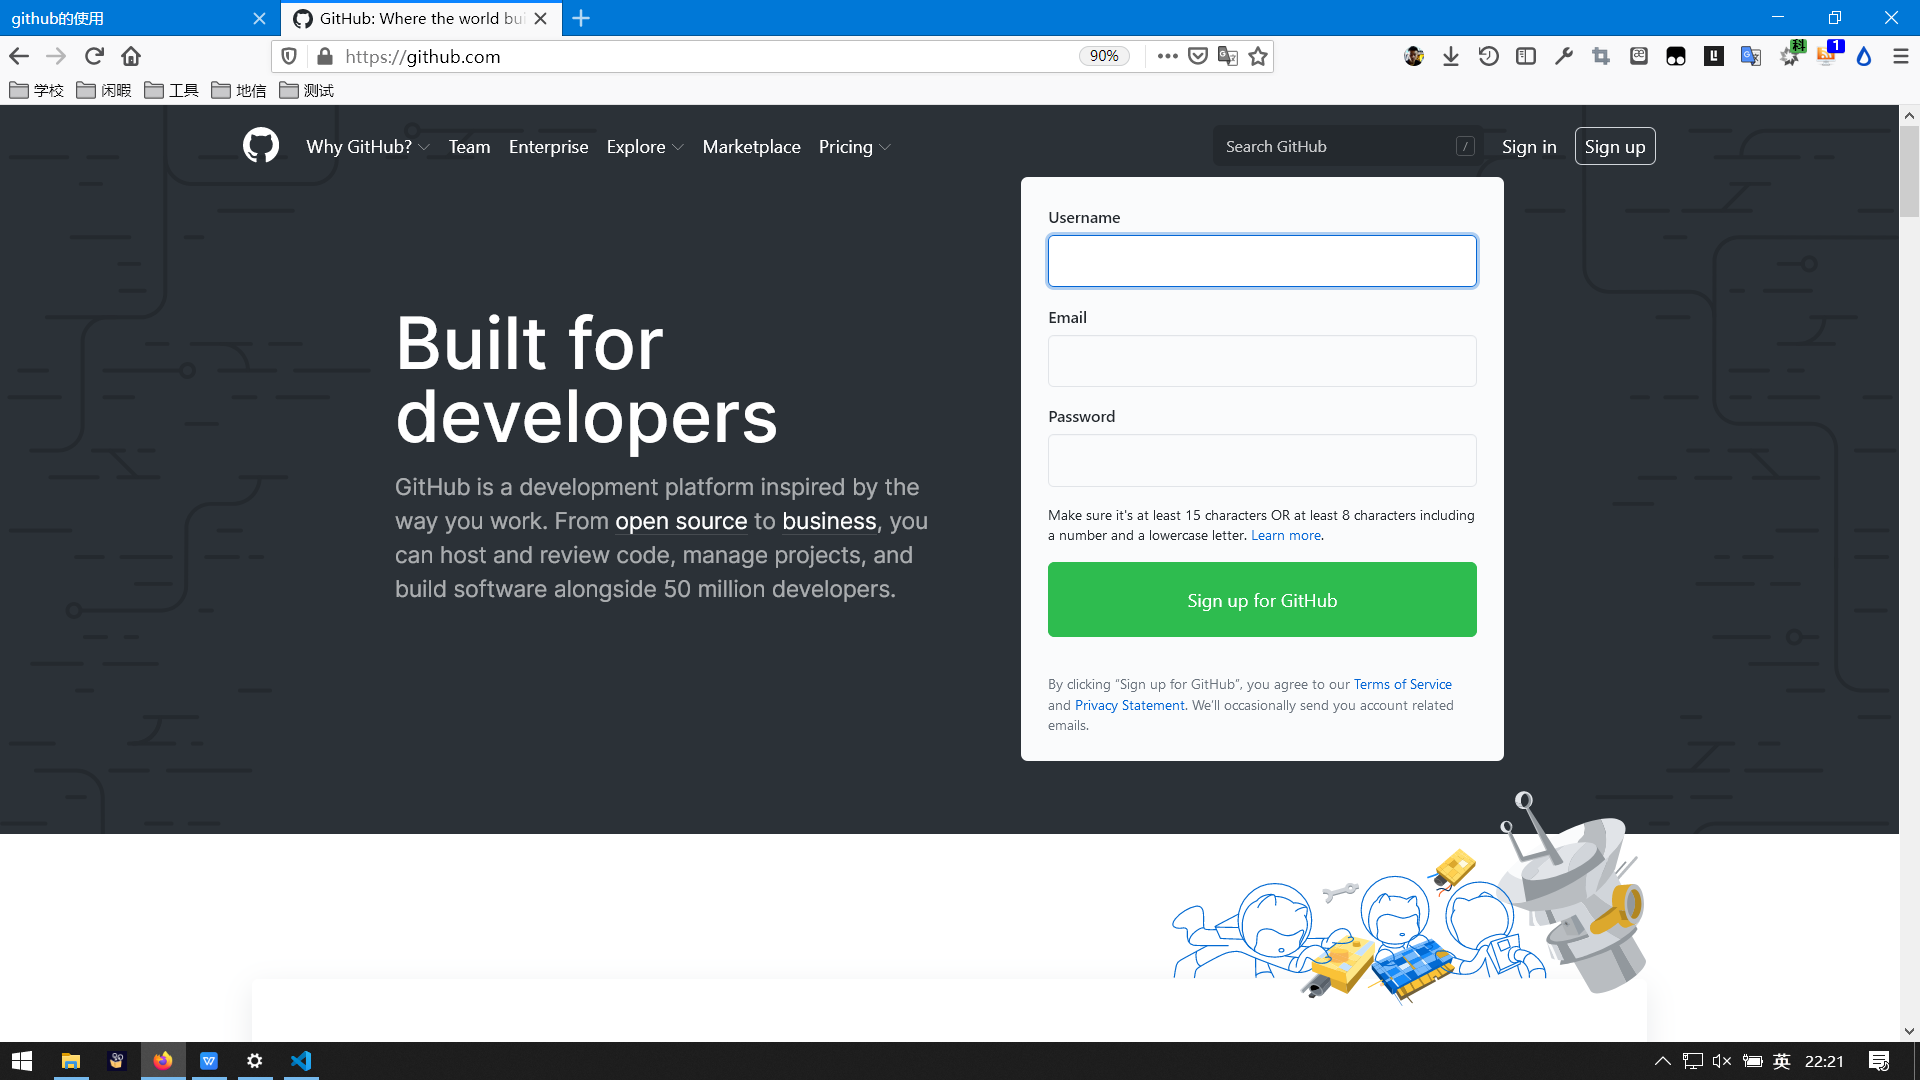 github的使用
GitHub: Where the world bui
https://github.com
90%
科
1
学校
闲暇
工具
地信
测试
Why GitHub?
Team
Enterprise
Explore
Marketplace
Pricing
Search GitHub
/
Sign in
Sign up
Username
Email
Password
Make sure it's at least 15 characters OR at least 8 characters including
a number and a lowercase letter. Learn more.
Sign up for GitHub
By clicking “Sign up for GitHub”, you agree to our Terms of Service
and Privacy Statement. We'll occasionally send you account related
emails.
Built for
developers
GitHub is a development platform inspired by the
way you work. From open source to business, you
can host and review code, manage projects, and
build software alongside 50 million developers.
英
22:21